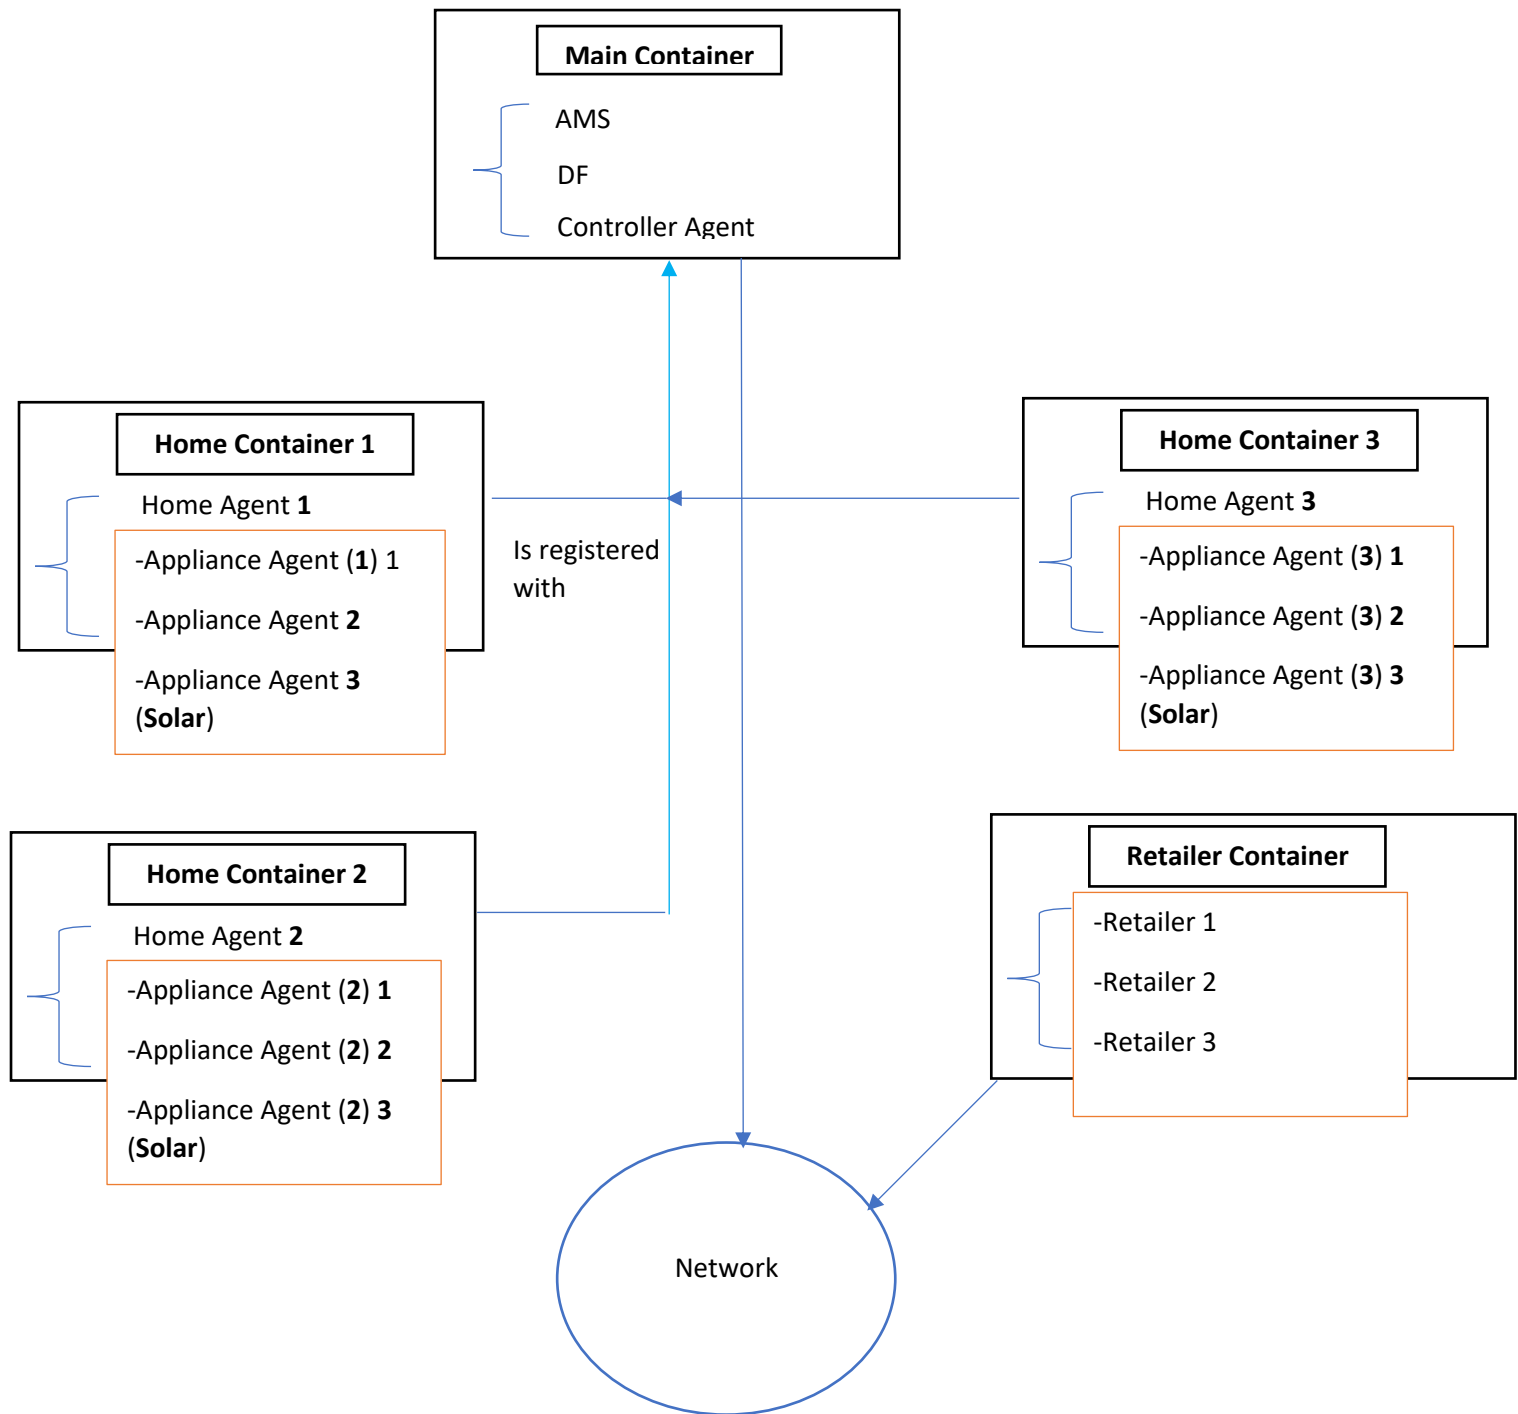 Main Container
AMS
DF
Controller Agent
Home Container 1
Home Agent 1
-Appliance Agent (1) 1
-Appliance Agent 2
-Appliance Agent 3
(Solar)
Is registered
with
Home Container 3
Home Agent 3
-Appliance Agent (3) 1
-Appliance Agent (3) 2
-Appliance Agent (3) 3
(Solar)
Home Container 2
Home Agent 2
-Appliance Agent (2) 1
-Appliance Agent (2) 2
-Appliance Agent (2) 3
(Solar)
Retailer Container
-Retailer 1
-Retailer 2
-Retailer 3
Network